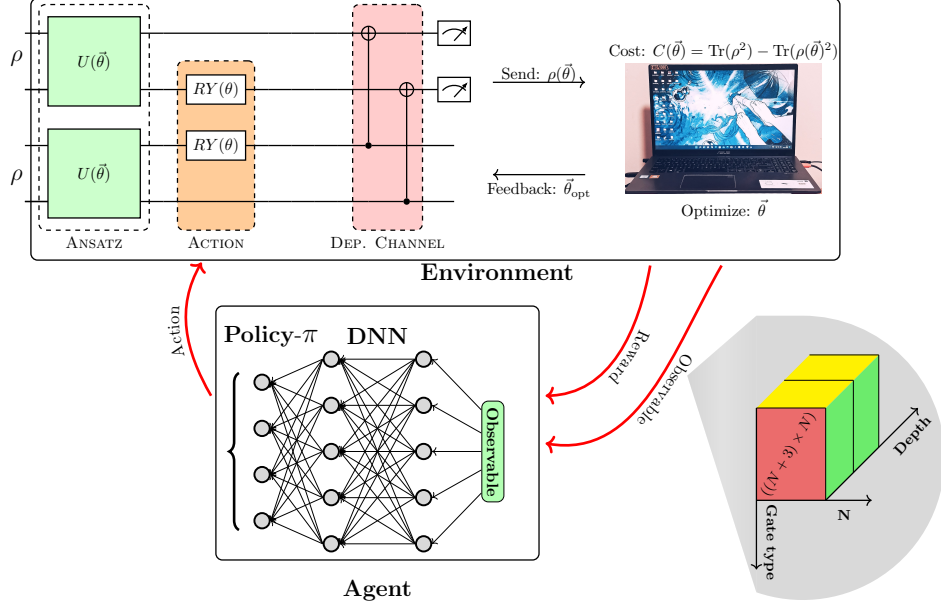 ρ
U(θ⃗)
RY(θ)
RY(θ)
ρ
U(θ⃗)
ANSATZ
ACTION
DEP. CHANNEL
Send: ρ(θ⃗)
Feedback: θ⃗opt
Cost: C(θ⃗) = Tr(ρ²) − Tr(ρ(θ⃗)²)
Optimize: θ⃗
Environment
Action
Reward
Observable
Policy-π
DNN
Observable
Agent
((N + 3) × N)
N
Depth
Gate type